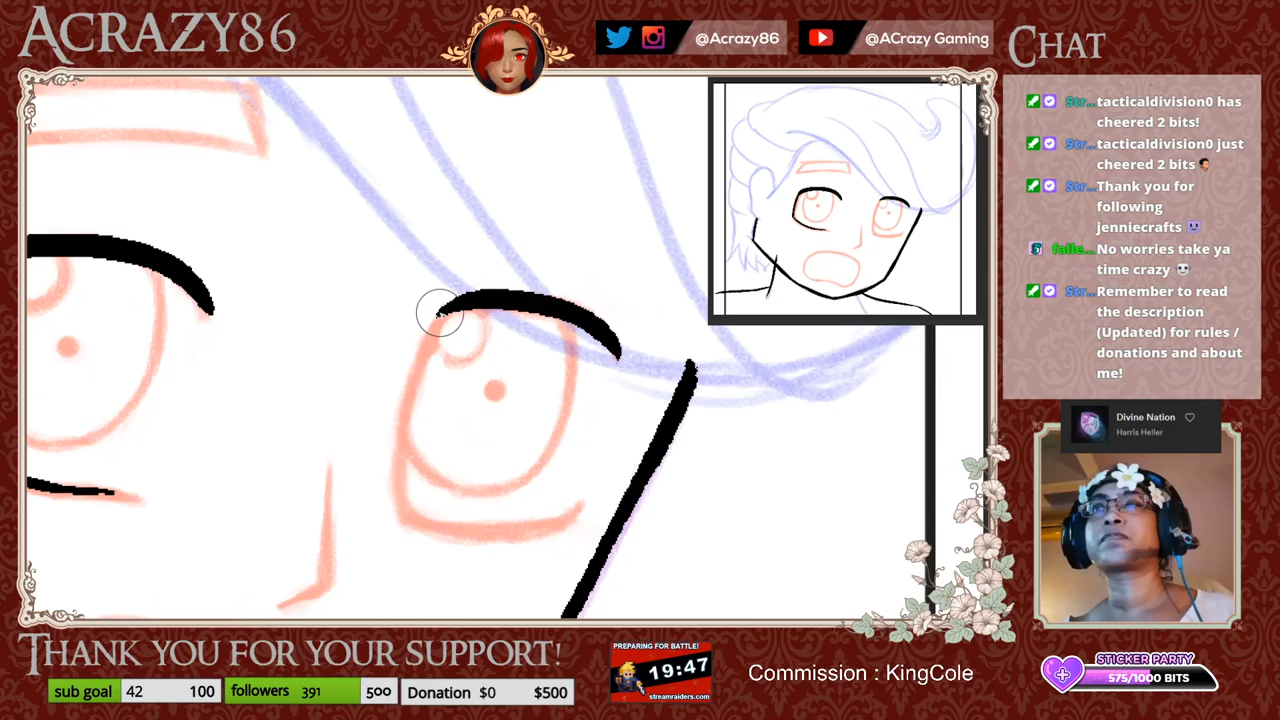 ACRAZY86
@Acrazy86
@ACrazy Gaming
CHAT
Str...tacticaldivision0 has
cheered 2 bits!
Str...tacticaldivision0 just
cheered 2 bits
Str...Thank you for
following
jenniecrafts
falle...No worries take ya
time crazy
Str...Remember to read
the description
(Updated) for rules /
donations and about
me!
Divine Nation
Harris Heller
THANK YOU FOR YOUR SUPPORT!
sub goal 42 100
followers 391 500
Donation $0 $500
PREPARING FOR BATTLE!
19:47
streamraiders.com
Commission : KingCole
STICKER PARTY
575/1000 BITS